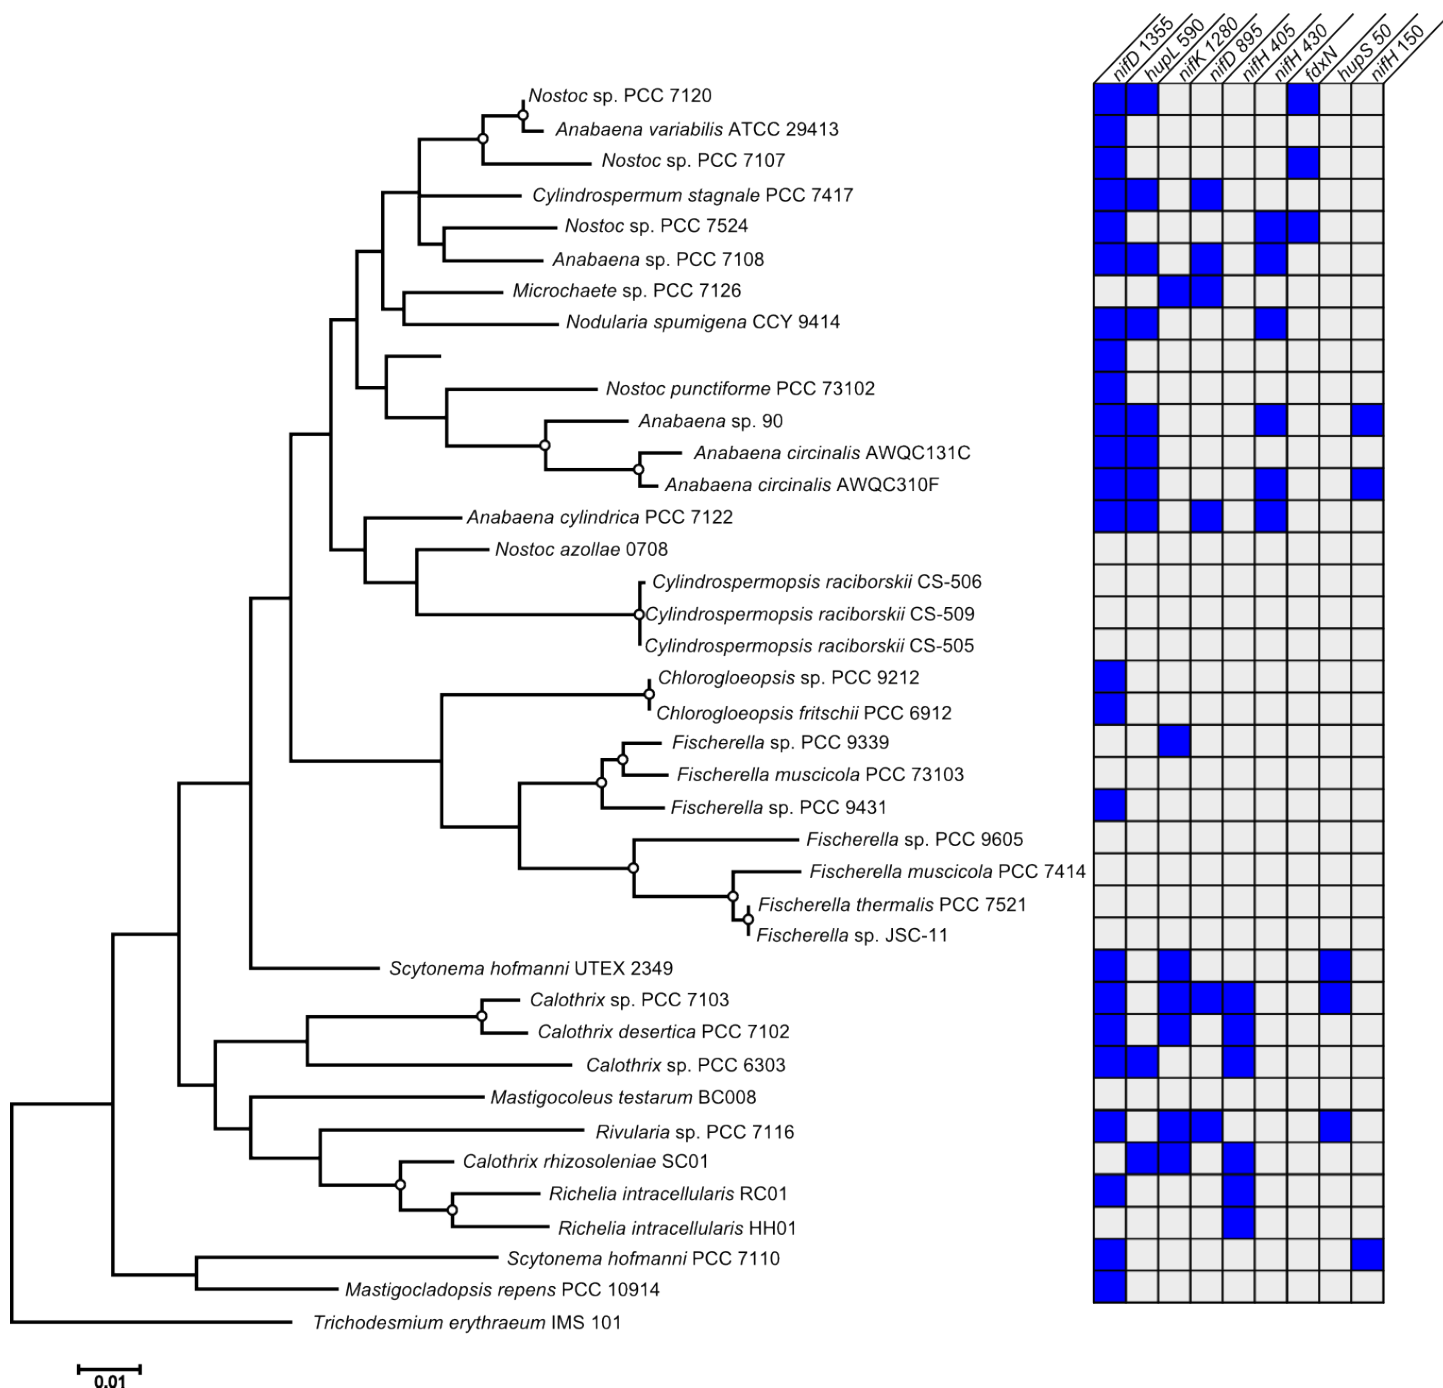 nifD 1355
hupL 590
nifK 1280
nifD 895
nifH 405
nifH 430
fdxN
hupS 50
nifH 150
Nostoc sp. PCC 7120
Anabaena variabilis ATCC 29413
Nostoc sp. PCC 7107
Cylindrospermum stagnale PCC 7417
Nostoc sp. PCC 7524
Anabaena sp. PCC 7108
Microchaete sp. PCC 7126
Nodularia spumigena CCY 9414
Nostoc punctiforme PCC 73102
Anabaena sp. 90
Anabaena circinalis AWQC131C
Anabaena circinalis AWQC310F
Anabaena cylindrica PCC 7122
Nostoc azollae 0708
Cylindrospermopsis raciborskii CS-506
Cylindrospermopsis raciborskii CS-509
Cylindrospermopsis raciborskii CS-505
Chlorogloeopsis sp. PCC 9212
Chlorogloeopsis fritschii PCC 6912
Fischerella sp. PCC 9339
Fischerella muscicola PCC 73103
Fischerella sp. PCC 9431
Fischerella sp. PCC 9605
Fischerella muscicola PCC 7414
Fischerella thermalis PCC 7521
Fischerella sp. JSC-11
Scytonema hofmanni UTEX 2349
Calothrix sp. PCC 7103
Calothrix desertica PCC 7102
Calothrix sp. PCC 6303
Mastigocoleus testarum BC008
Rivularia sp. PCC 7116
Calothrix rhizosoleniae SC01
Richelia intracellularis RC01
Richelia intracellularis HH01
Scytonema hofmanni PCC 7110
Mastigocladopsis repens PCC 10914
Trichodesmium erythraeum IMS 101
0.01